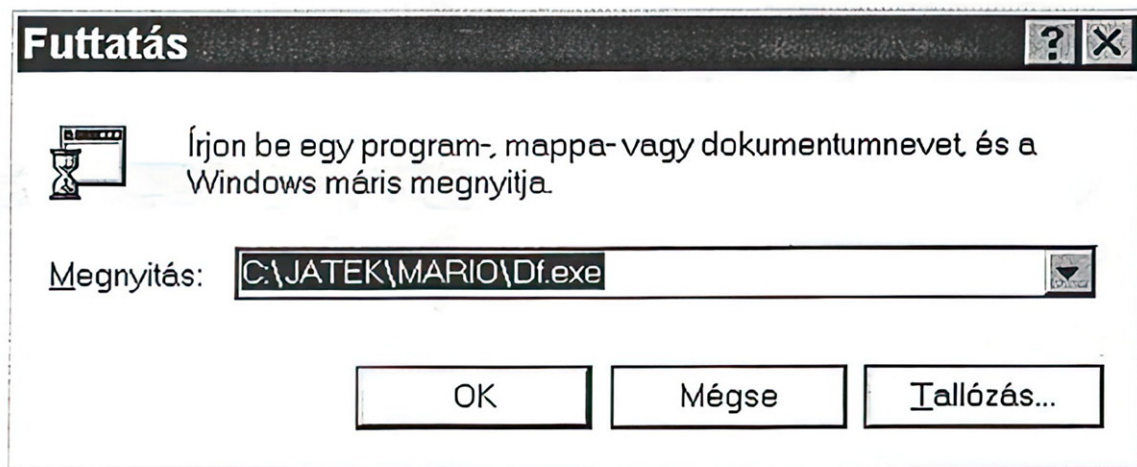 Futtatás
Írjon be egy program-, mappa- vagy dokumentumnevet, és a
Windows máris megnyitja.
Megnyitás: C:\JATEK\MARIO\Df.exe
OK Mégse Tallózás...